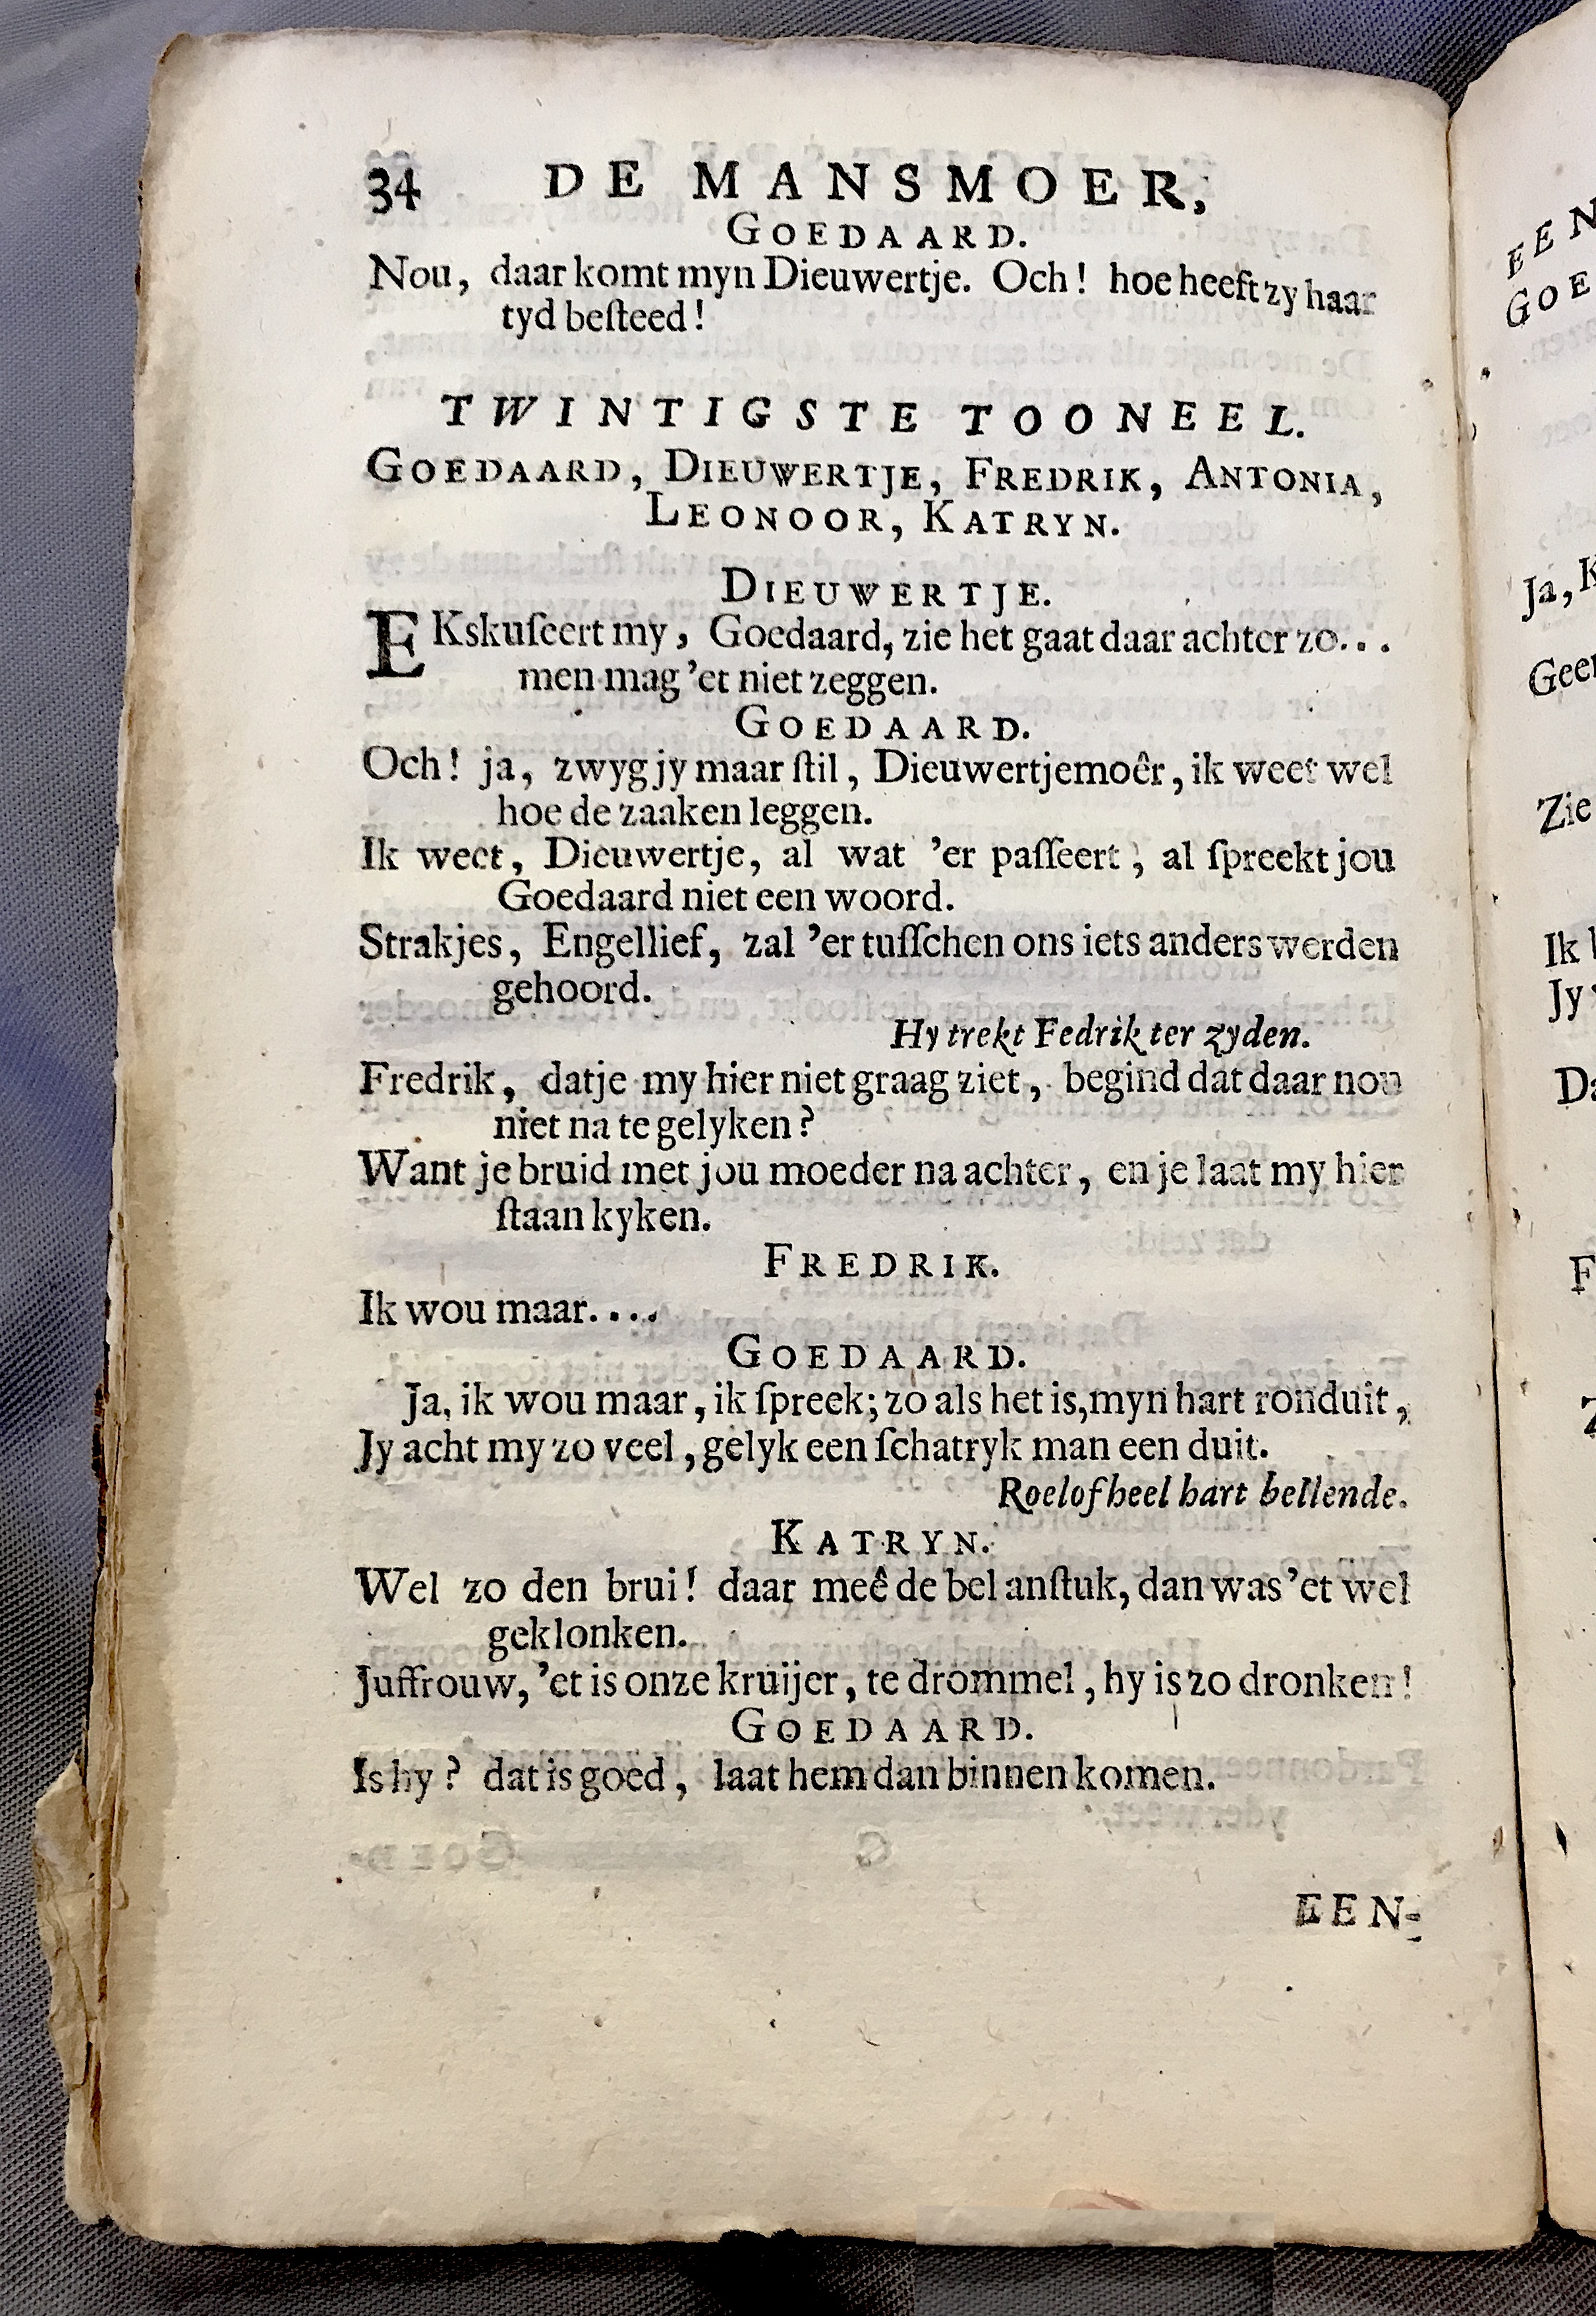 34 DE MANSMOER,
GOEDAARD.
Nou, daar komt myn Dieuwertje. Och! hoe heeft zy haar
tyd beſteed!
TWINTIGSTE TOONEEL.
GOEDAARD, DIEUWERTJE, FREDRIK, ANTONIA,
LEONOOR, KATRYN.
DIEUWERTJE.
EKskuſeert my, Goedaard, zie het gaat daar achter zo...
men mag 'et niet zeggen.
GOEDAARD.
Och! ja, zwyg jy maar ſtil, Dieuwertjemoêr, ik weet wel
hoe de zaaken leggen.
Ik weet, Dieuwertje, al wat 'er paſſeert, al ſpreekt jou
Goedaard niet een woord.
Strakjes, Engellief, zal 'er tuſſchen ons iets anders werden
gehoord.
Hy trekt Fedrik ter zyden.
Fredrik, datje my hier niet graag ziet, begind dat daar nou
niet na te gelyken?
Want je bruid met jou moeder na achter, en je laat my hier
ſtaan kyken.
FREDRIK.
Ik wou maar....
GOEDAARD.
Ja, ik wou maar, ik ſpreek; zo als het is, myn hart ronduit,
Jy acht my zo veel, gelyk een ſchatryk man een duit.
Roelof heel hart bellende.
KATRYN.
Wel zo den brui! daar meê de bel anſtuk, dan was 'et wel
geklonken.
Juffrouw, 'et is onze kruijer, te drommel, hy is zo dronken!
GOEDAARD.
Is hy? dat is goed, laat hem dan binnen komen.
EEN-
EEN
GOE
Ja, K
Geen
Zie
Ik
Jy
Da
F